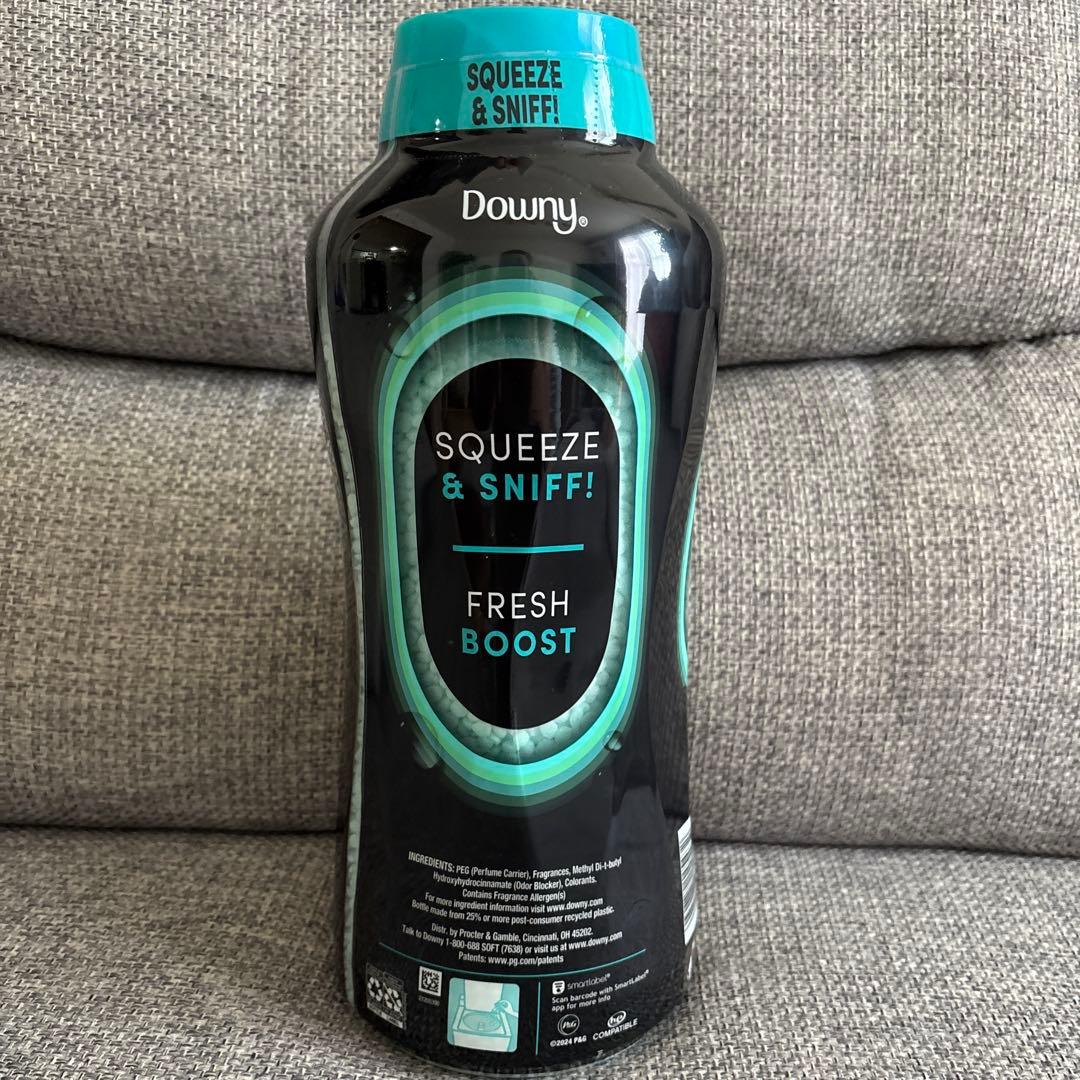 SQUEEZE
& SNIFF!
Downy®
SQUEEZE
& SNIFF!
FRESH
BOOST
INGREDIENTS: PEG (Perfume Carrier), Fragrances, Methyl Di-t-butyl
Hydroxyhydrocinnamate (Odor Blocker), Colorants.
Contains Fragrance Allergen(s)
For more ingredient information visit www.downy.com
Bottle made from 25% or more post-consumer recycled plastic.
Distr. by Procter & Gamble, Cincinnati, OH 45202.
Talk to Downy 1-800-688 SOFT (7638) or visit us at www.downy.com
Patents: www.pg.com/patents
smartlabel®
Scan barcode with SmartLabel®
app for more info
P&G
©2024 P&G
he
COMPATIBLE